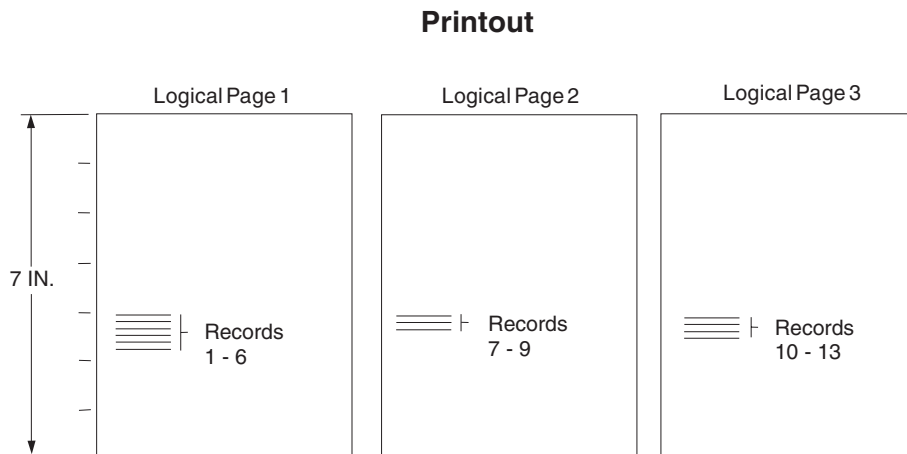 Printout
Logical Page 1
Logical Page 2
Logical Page 3
7 IN.
Records
1 - 6
Records
7 - 9
Records
10 - 13